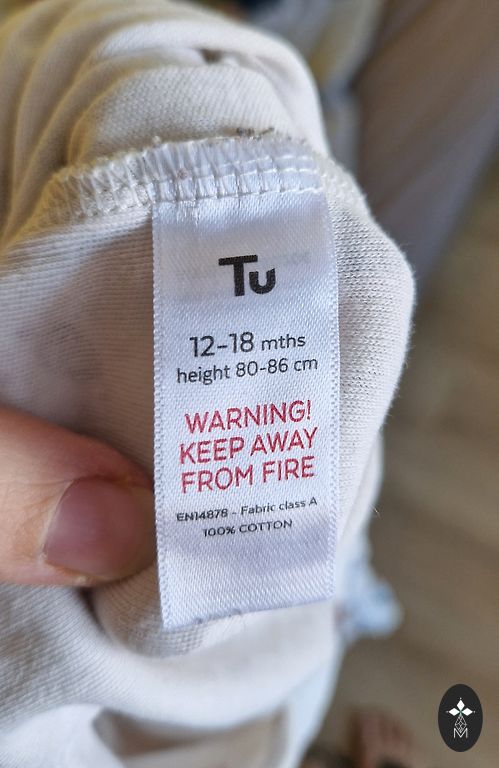 Tu
12-18 mths
height 80-86 cm
WARNING!
KEEP AWAY
FROM FIRE
EN14878 - Fabric class A
100% COTTON